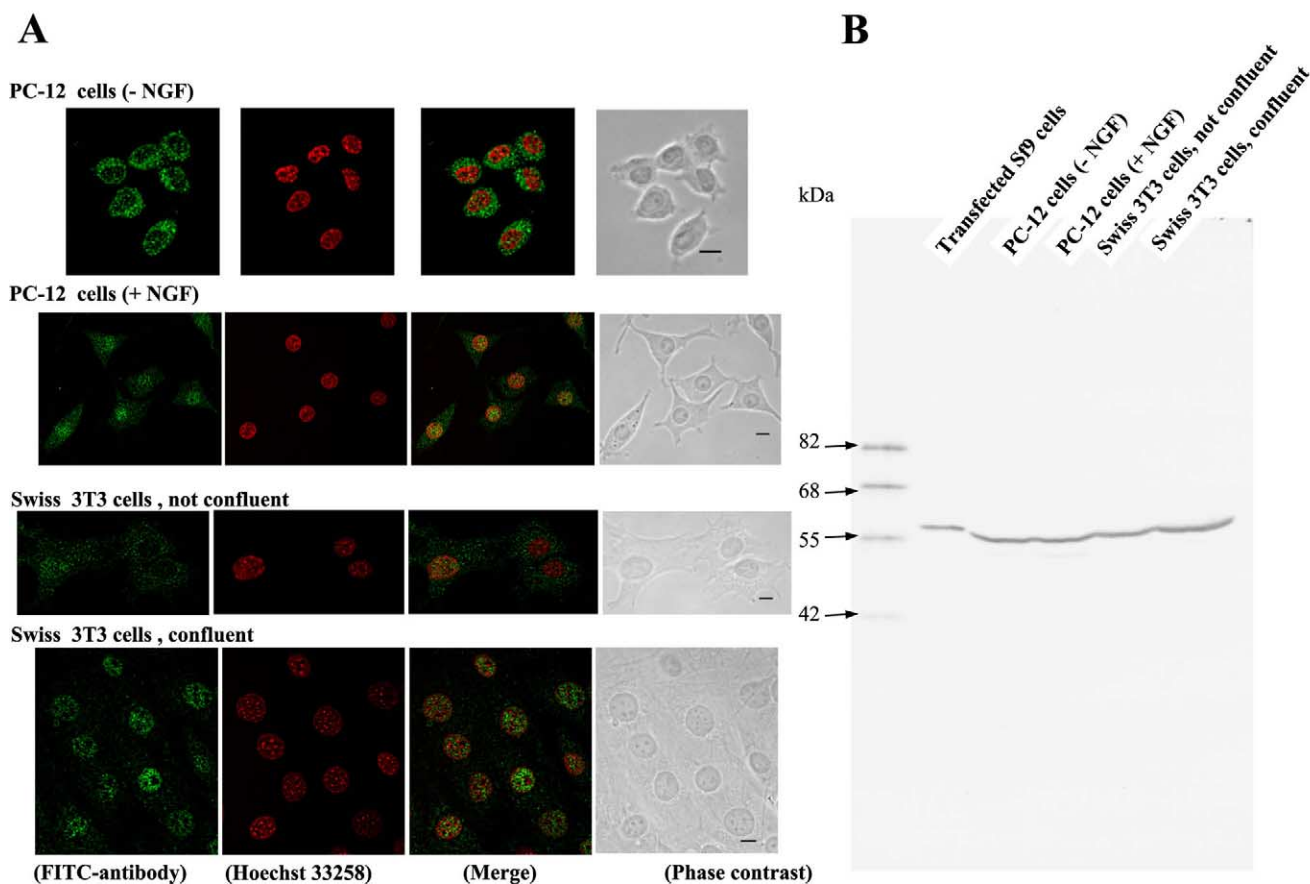 A
PC-12 cells (- NGF)
PC-12 cells (+ NGF)
Swiss 3T3 cells , not confluent
Swiss 3T3 cells , confluent
(FITC-antibody) (Hoechst 33258) (Merge) (Phase contrast)
B
kDa
Transfected Sf9 cells
PC-12 cells (- NGF)
PC-12 cells (+ NGF)
Swiss 3T3 cells, not confluent
Swiss 3T3 cells, confluent
82
68
55
42